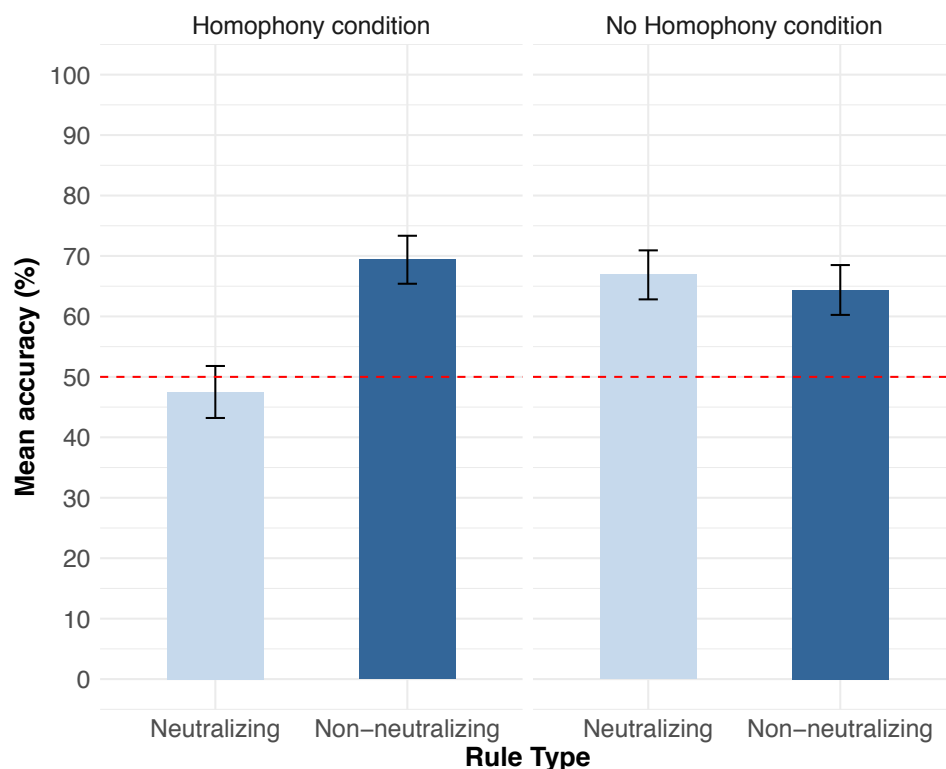 Homophony condition
No Homophony condition
Mean accuracy (%)
100
90
80
70
60
50
40
30
20
10
0
Neutralizing
Non−neutralizing
Neutralizing
Non−neutralizing
Rule Type